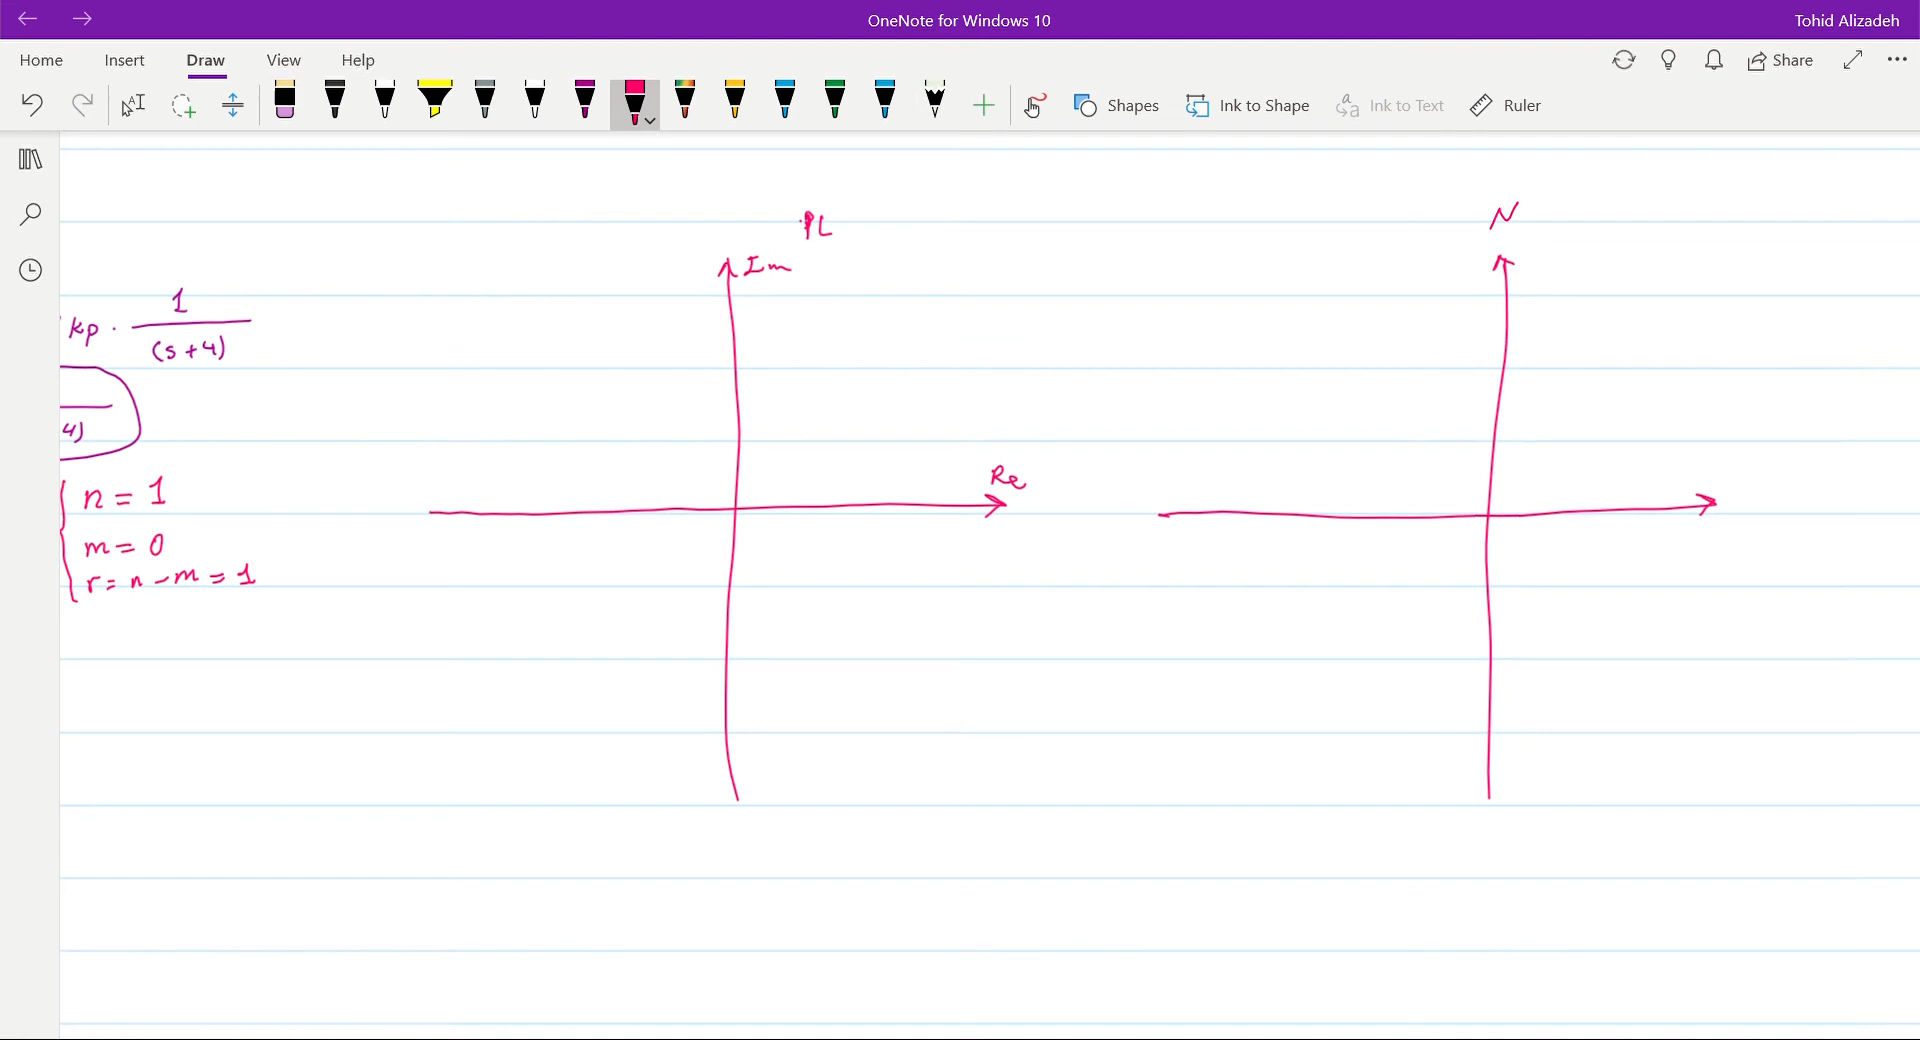 OneNote for Windows 10
Tohid Alizadeh
Home Insert Draw View Help
Share
Shapes Ink to Shape Ink to Text Ruler
PL
N
Im
kp · 1
(s+4)
4)
Re
n = 1
m = 0
r = n - m = 1